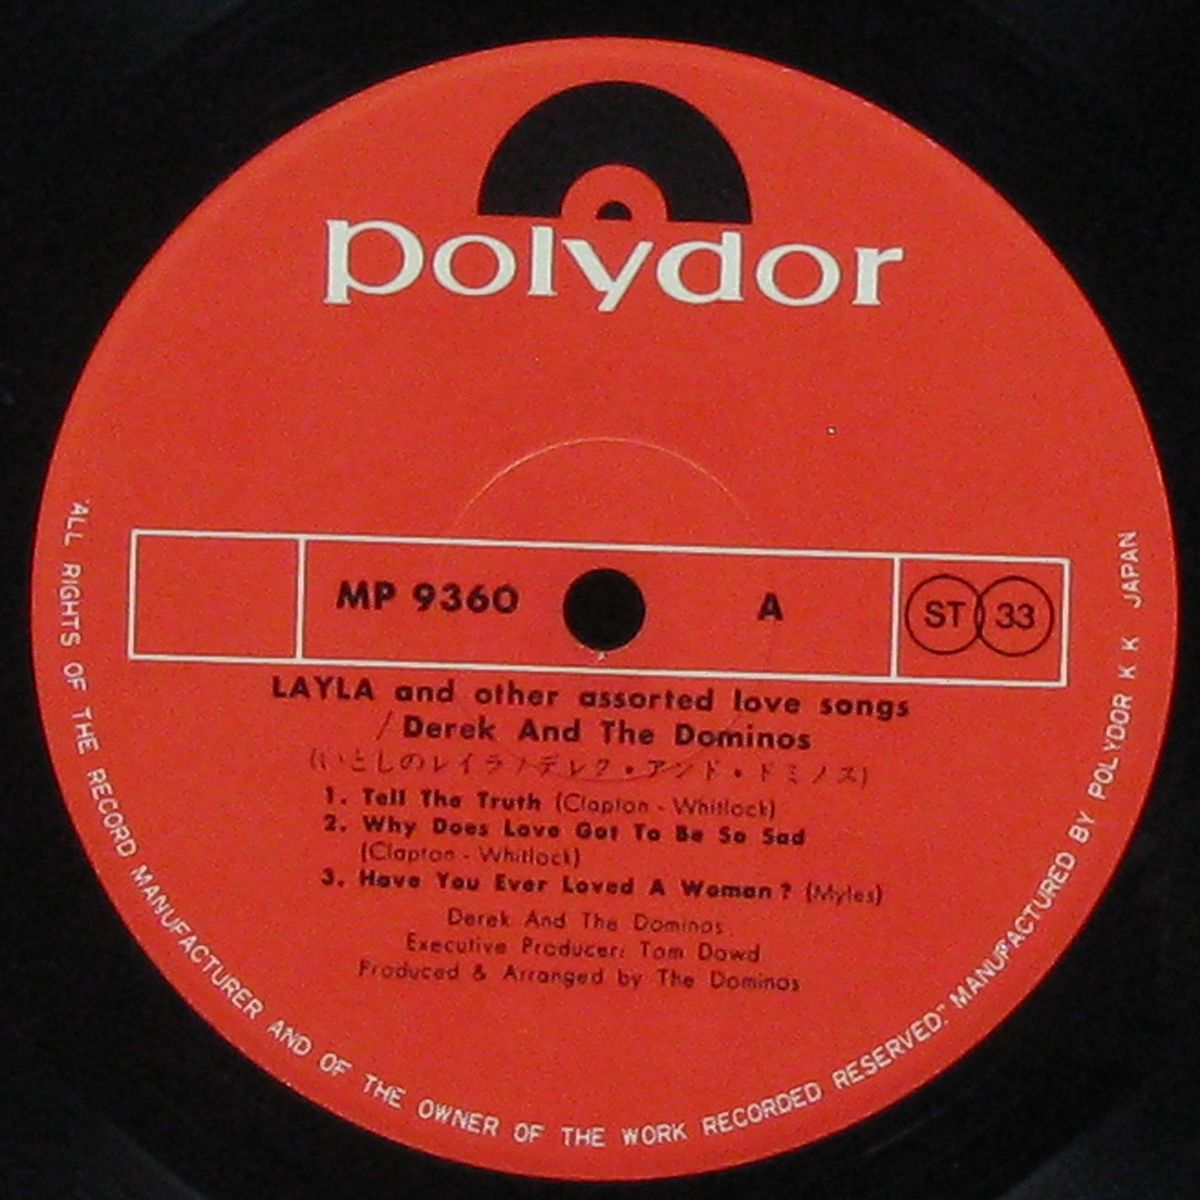 polydor
MP 9360
A
ST 33
LAYLA and other assorted love songs
/ Derek And The Dominos
(いとしのレイラ/デレク・アンド・ドミノス)
1. Tell The Truth (Clapton - Whitlock)
2. Why Does Love Got To Be So Sad
(Clapton - Whitlock)
3. Have You Ever Loved A Woman? (Myles)
Derek And The Dominos
Executive Producer: Tom Dowd
Produced & Arranged by The Dominos
"ALL RIGHTS OF THE RECORD MANUFACTURER AND OF THE OWNER OF THE WORK RECORDED RESERVED." MANUFACTURED BY POLYDOR K K JAPAN